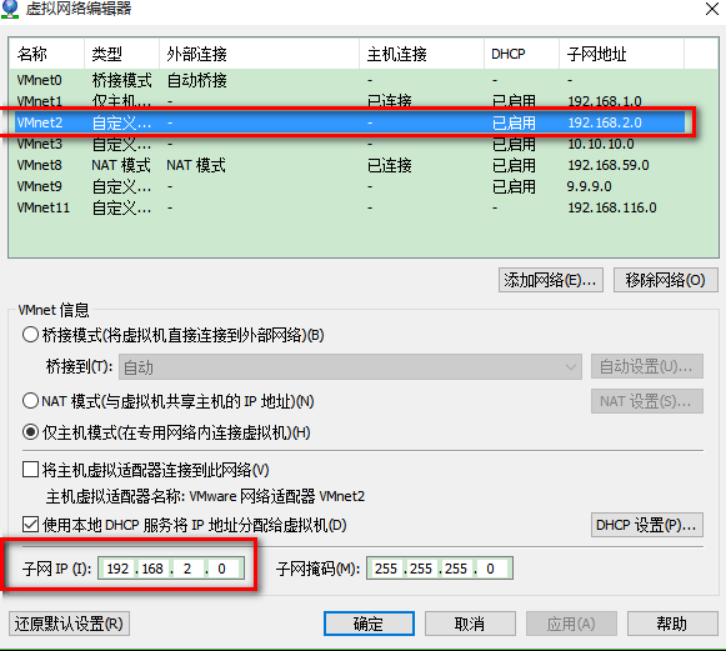 虚拟网络编辑器
名称 类型 外部连接 主机连接 DHCP 子网地址
VMnet0 桥接模式 自动桥接 - - -
VMnet1 仅主机... - 已连接 已启用 192.168.1.0
VMnet2 自定义... - - 已启用 192.168.2.0
VMnet3 自定义... - - 已启用 10.10.10.0
VMnet8 NAT 模式 NAT 模式 已连接 已启用 192.168.59.0
VMnet9 自定义... - - 已启用 9.9.9.0
VMnet11 自定义... - - - 192.168.116.0
添加网络(E)... 移除网络(O)
VMnet 信息
桥接模式(将虚拟机直接连接到外部网络)(B)
桥接到(T): 自动 自动设置(U)...
NAT 模式(与虚拟机共享主机的 IP 地址)(N) NAT 设置(S)...
仅主机模式(在专用网络内连接虚拟机)(H)
将主机虚拟适配器连接到此网络(V)
主机虚拟适配器名称: VMware 网络适配器 VMnet2
使用本地 DHCP 服务将 IP 地址分配给虚拟机(D) DHCP 设置(P)...
子网 IP (I): 192 . 168 . 2 . 0 子网掩码(M): 255 . 255 . 255 . 0
还原默认设置(R) 确定 取消 应用(A) 帮助